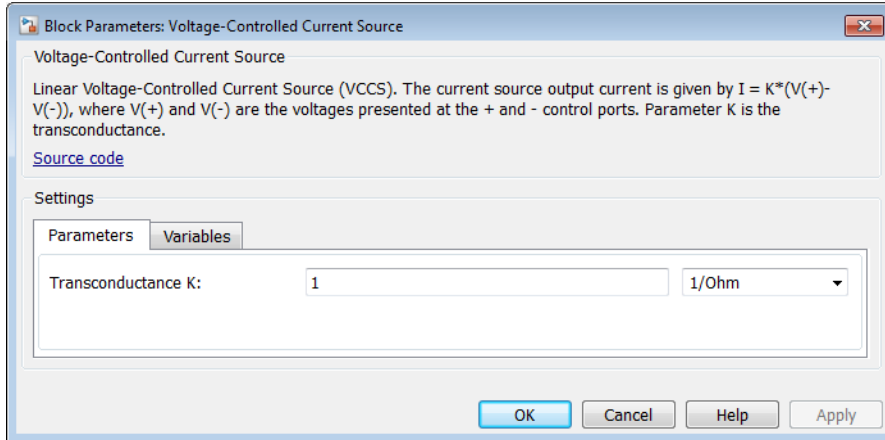 Block Parameters: Voltage-Controlled Current Source
Voltage-Controlled Current Source
Linear Voltage-Controlled Current Source (VCCS). The current source output current is given by I = K*(V(+)-
V(-)), where V(+) and V(-) are the voltages presented at the + and - control ports. Parameter K is the
transconductance.
Source code
Settings
Parameters Variables
Transconductance K: 1 1/Ohm
OK Cancel Help Apply